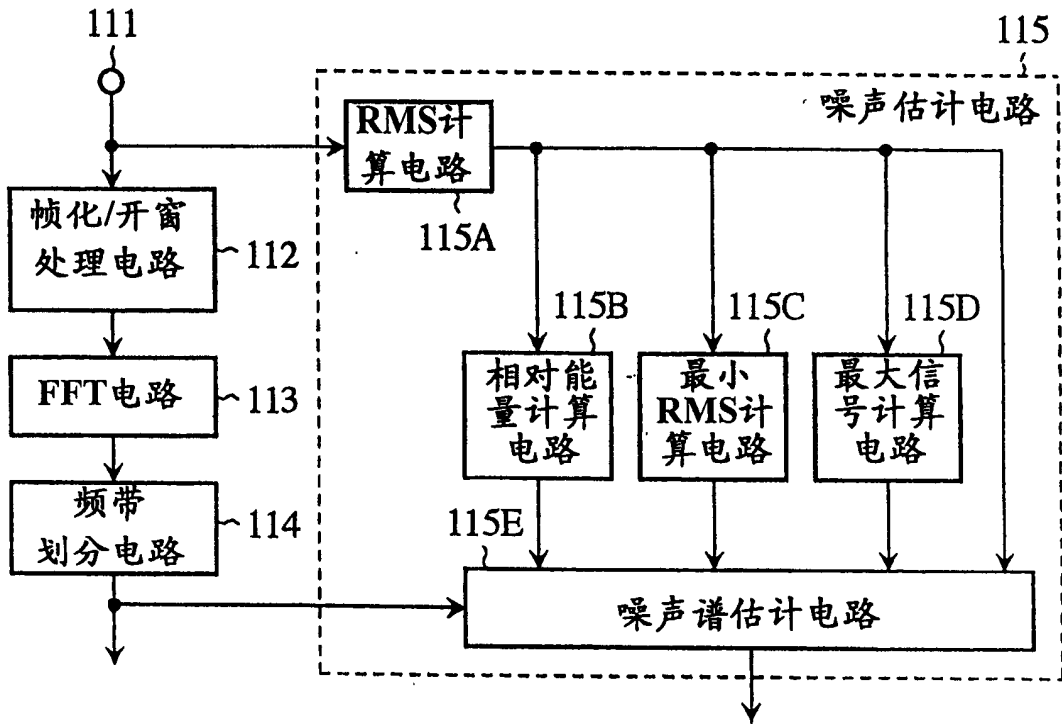 111
115
噪声估计电路
RMS计
算电路
115A
帧化/开窗
处理电路
112
115B
115C
115D
相对能
量计算
电路
最小
RMS计
算电路
最大信
号计算
电路
FFT电路
113
频带
划分电路
114
115E
噪声谱估计电路